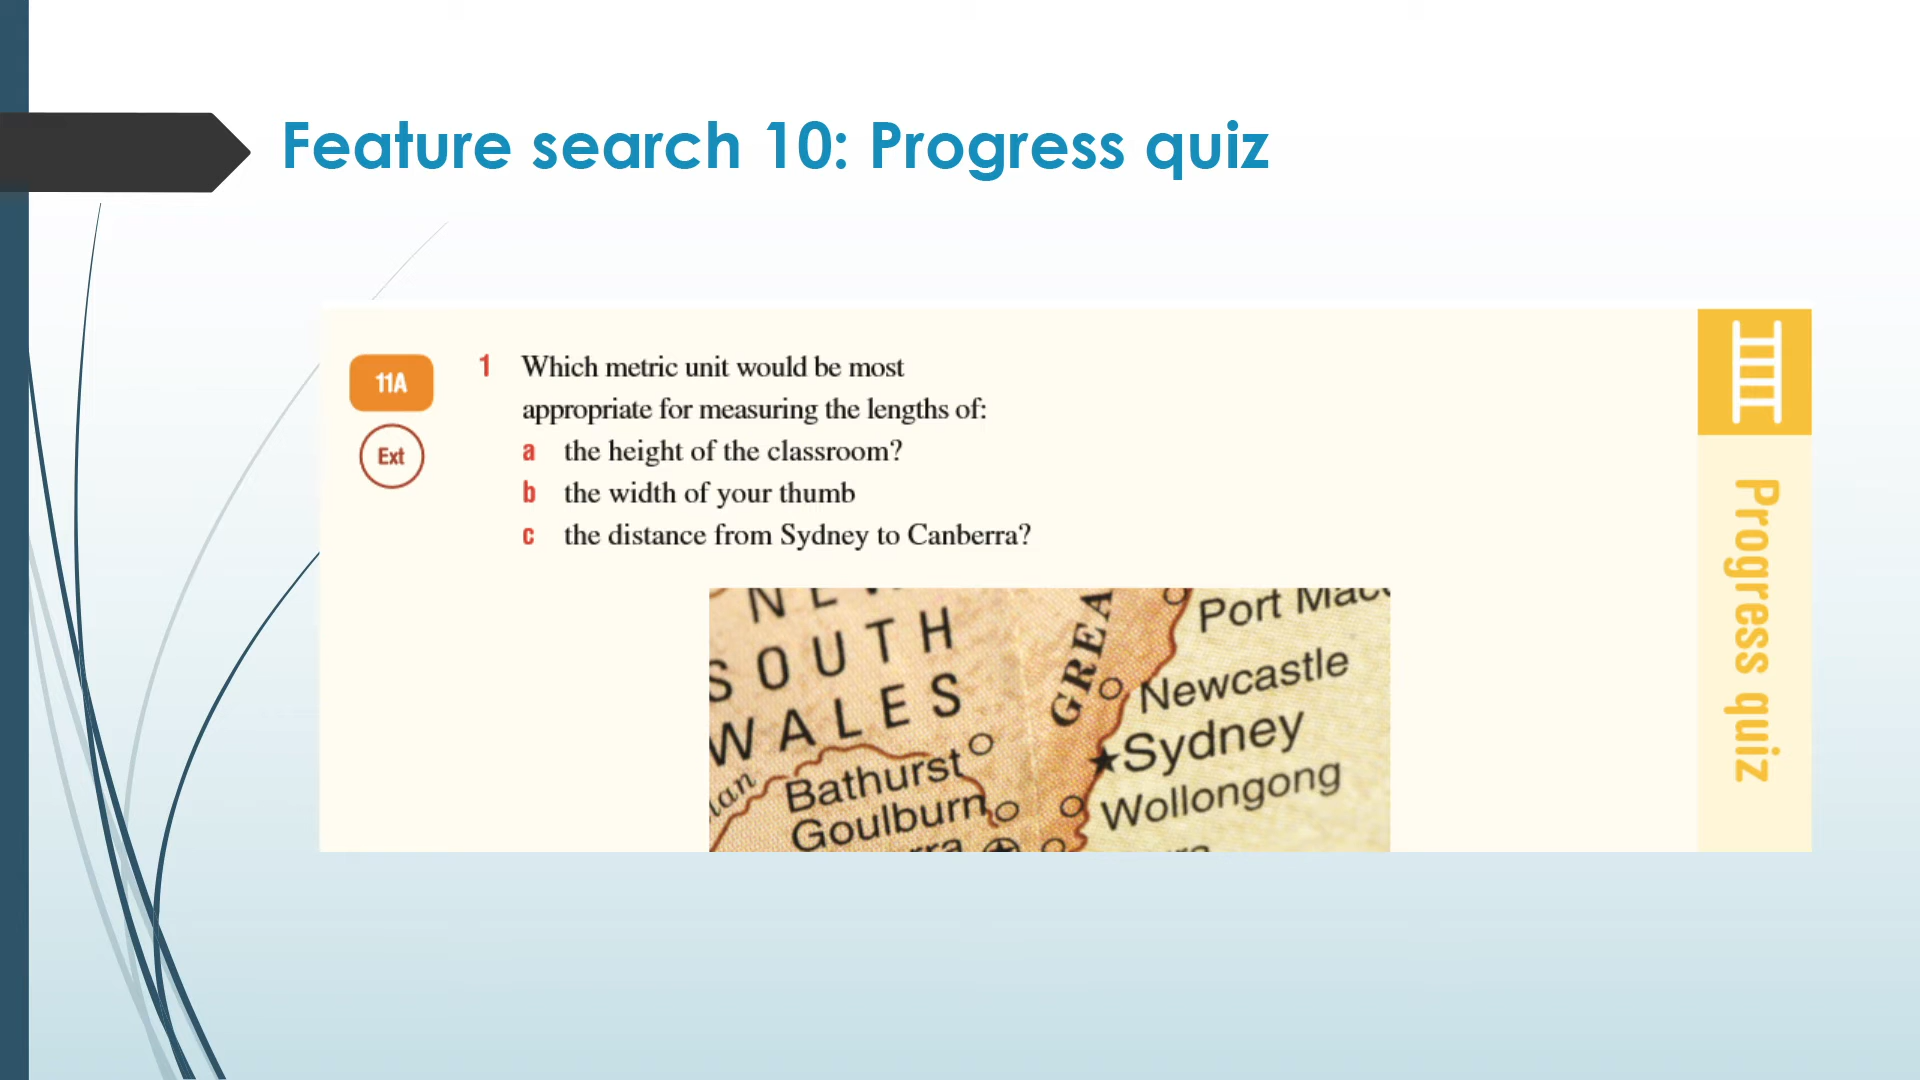 Feature search 10: Progress quiz
11A
Ext
1 Which metric unit would be most
appropriate for measuring the lengths of:
a the height of the classroom?
b the width of your thumb
c the distance from Sydney to Canberra?
SOUTH
WALES
GREA
Port
Newcastle
Sydney
Wollongong
Bathurst
Goulburn
Progress quiz